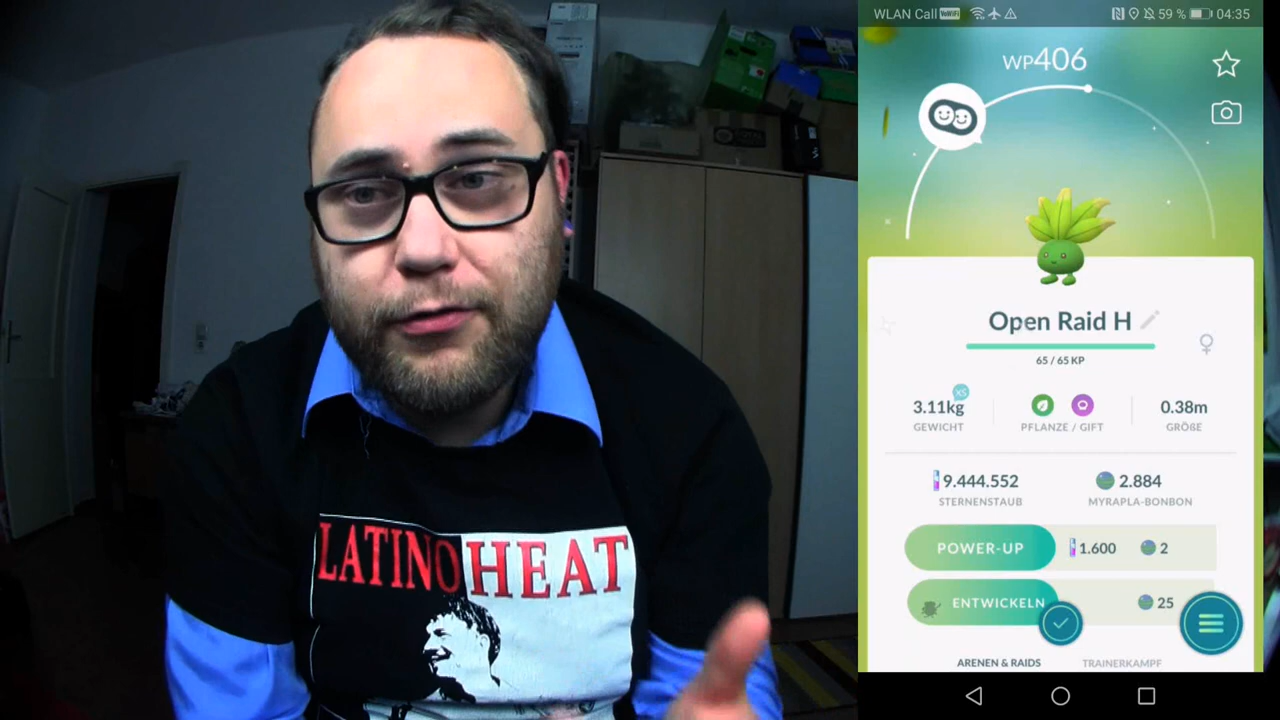 LATINO HEAT
WLAN Call VoWiFi 59 % 04:35
WP406
Open Raid H
65 / 65 KP
XS
3.11kg 0.38m
GEWICHT PFLANZE / GIFT GRÖßE
9.444.552 2.884
STERNENSTAUB MYRAPLA-BONBON
POWER-UP 1.600 2
ENTWICKELN 25
ARENEN & RAIDS TRAINERKAMPF